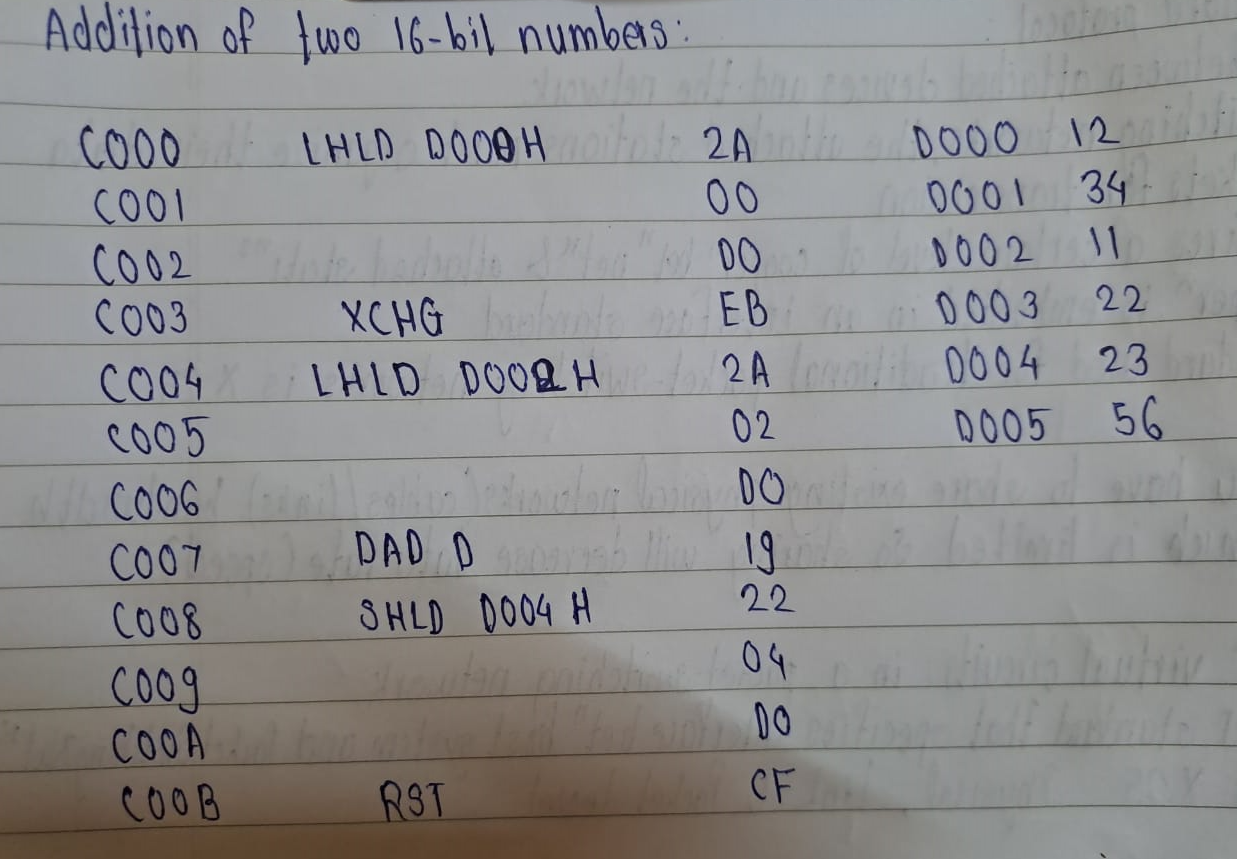 Addition of two 16-bit numbers:
C000 LHLD D000H 2A D000 12
C001 00 D001 34
C002 D0 D002 11
C003 XCHG EB D003 22
C004 LHLD D002H 2A D004 23
C005 02 D005 56
C006 D0
C007 DAD D 19
C008 SHLD D004 H 22
C009 04
C00A D0
C00B RST CF